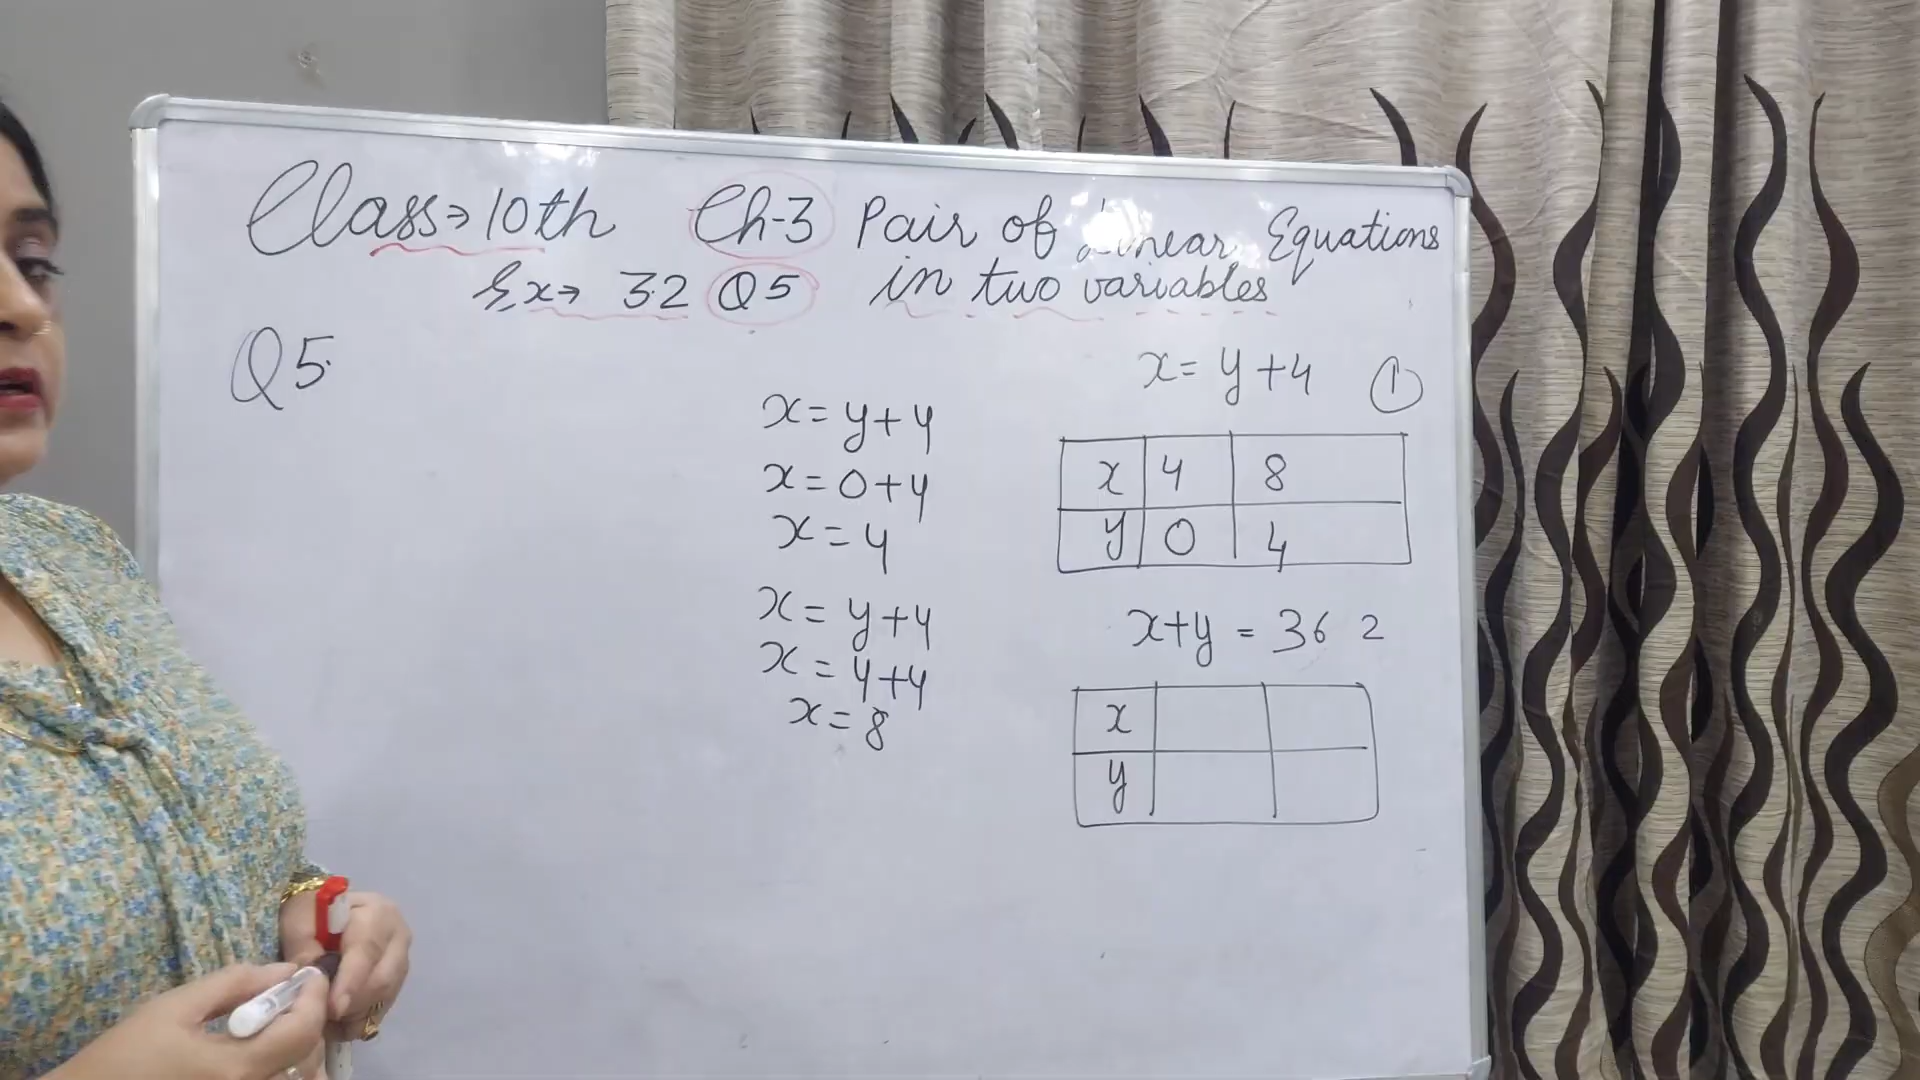 Class→10th Ch-3 Pair of Linear Equations
Ex→ 3.2 Q5 in two variables
Q5.
x = y+4
x = 0+4
x = 4
x = y+4
x = 4+4
x = 8
x = y+4 1
x 4 8
y 0 4
x+y = 36 2
x
y